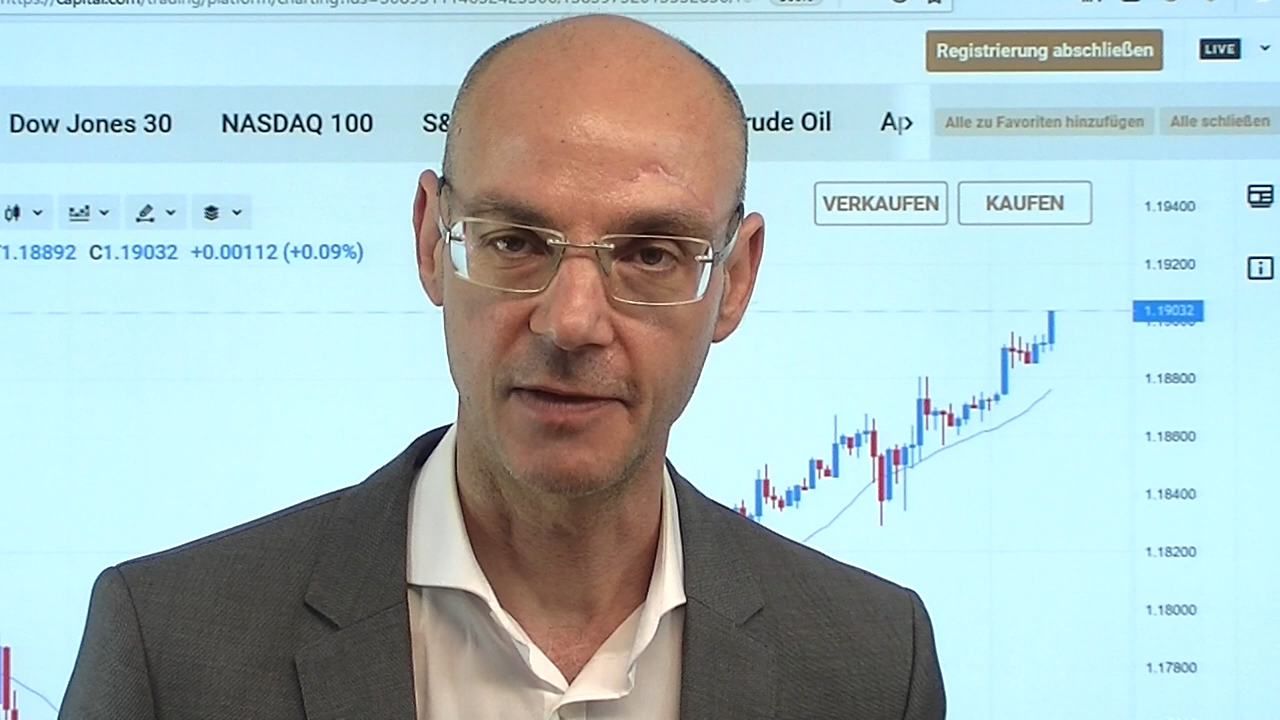 Registrierung abschließen
LIVE
Dow Jones 30
NASDAQ 100
S&
rude Oil
Ap
Alle zu Favoriten hinzufügen
Alle schließen
VERKAUFEN
KAUFEN
1.18892 C1.19032 +0.00112 (+0.09%)
1.19400
1.19200
1.19032
1.18800
1.18600
1.18400
1.18200
1.18000
1.17800